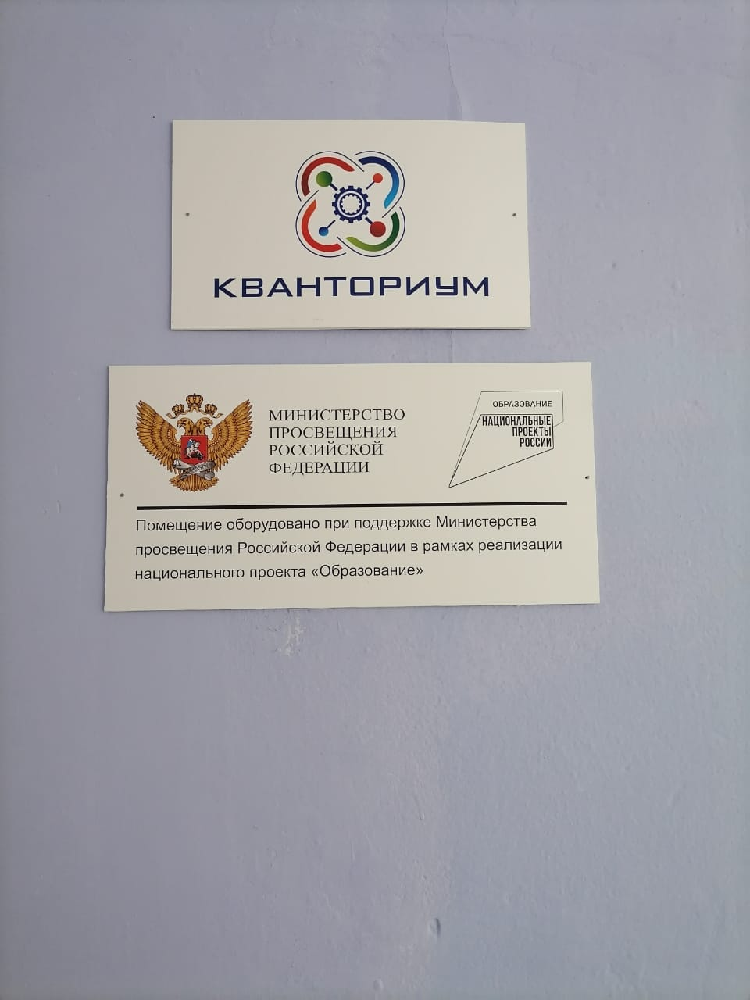 КВАНТОРИУМ
МИНИСТЕРСТВО
ПРОСВЕЩЕНИЯ
РОССИЙСКОЙ
ФЕДЕРАЦИИ
ОБРАЗОВАНИЕ
НАЦИОНАЛЬНЫЕ
ПРОЕКТЫ
РОССИИ
Помещение оборудовано при поддержке Министерства
просвещения Российской Федерации в рамках реализации
национального проекта «Образование»